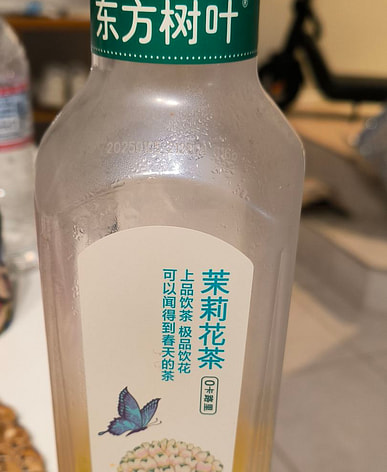 东方树叶®
茉莉花茶
上品饮茶 极品饮花
可以闻得到春天的茶
0卡糖里